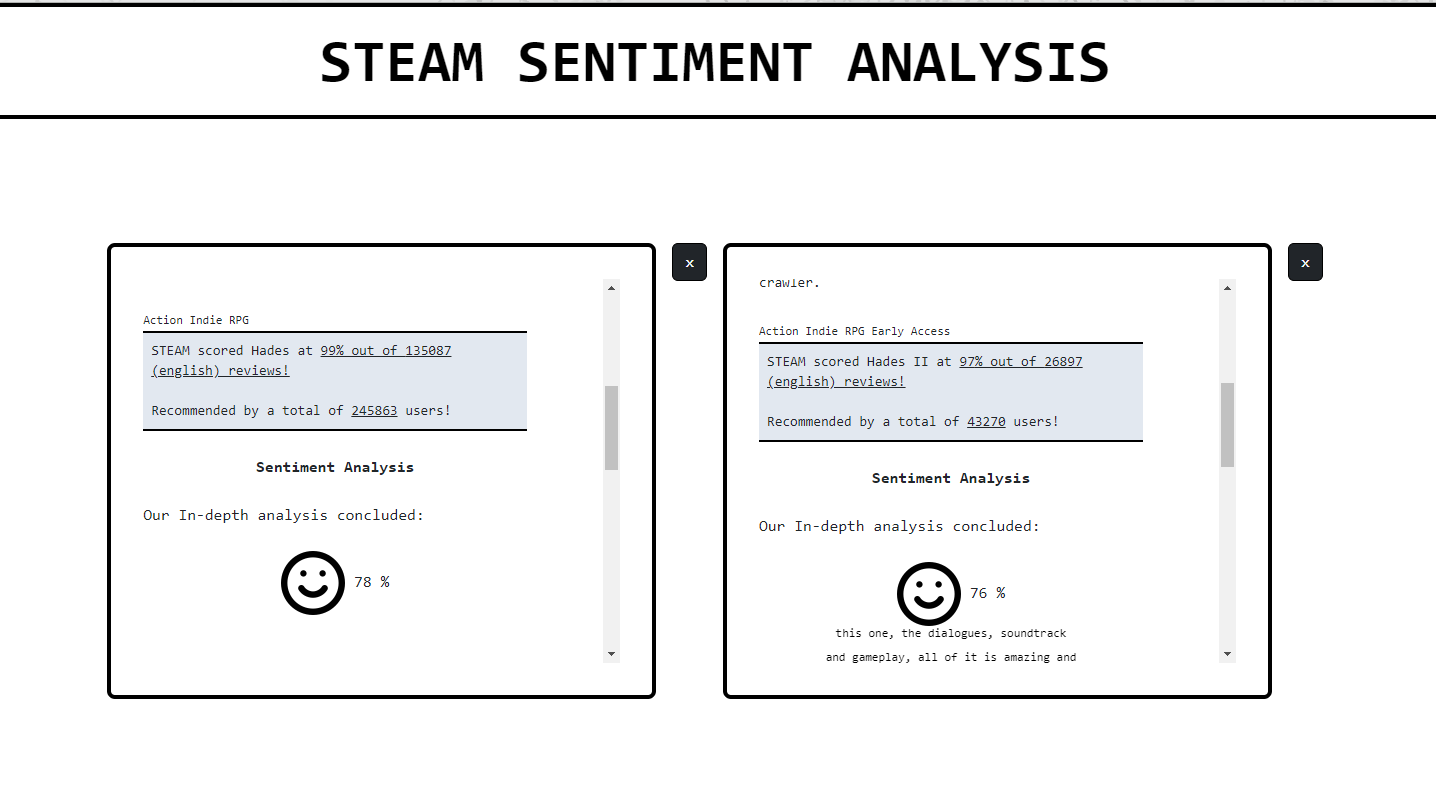 STEAM SENTIMENT ANALYSIS
x
x
Action Indie RPG
STEAM scored Hades at 99% out of 135087
(english) reviews!
Recommended by a total of 245863 users!
Sentiment Analysis
Our In-depth analysis concluded:
78 %
crawler.
Action Indie RPG Early Access
STEAM scored Hades II at 97% out of 26897
(english) reviews!
Recommended by a total of 43270 users!
Sentiment Analysis
Our In-depth analysis concluded:
76 %
this one, the dialogues, soundtrack
and gameplay, all of it is amazing and